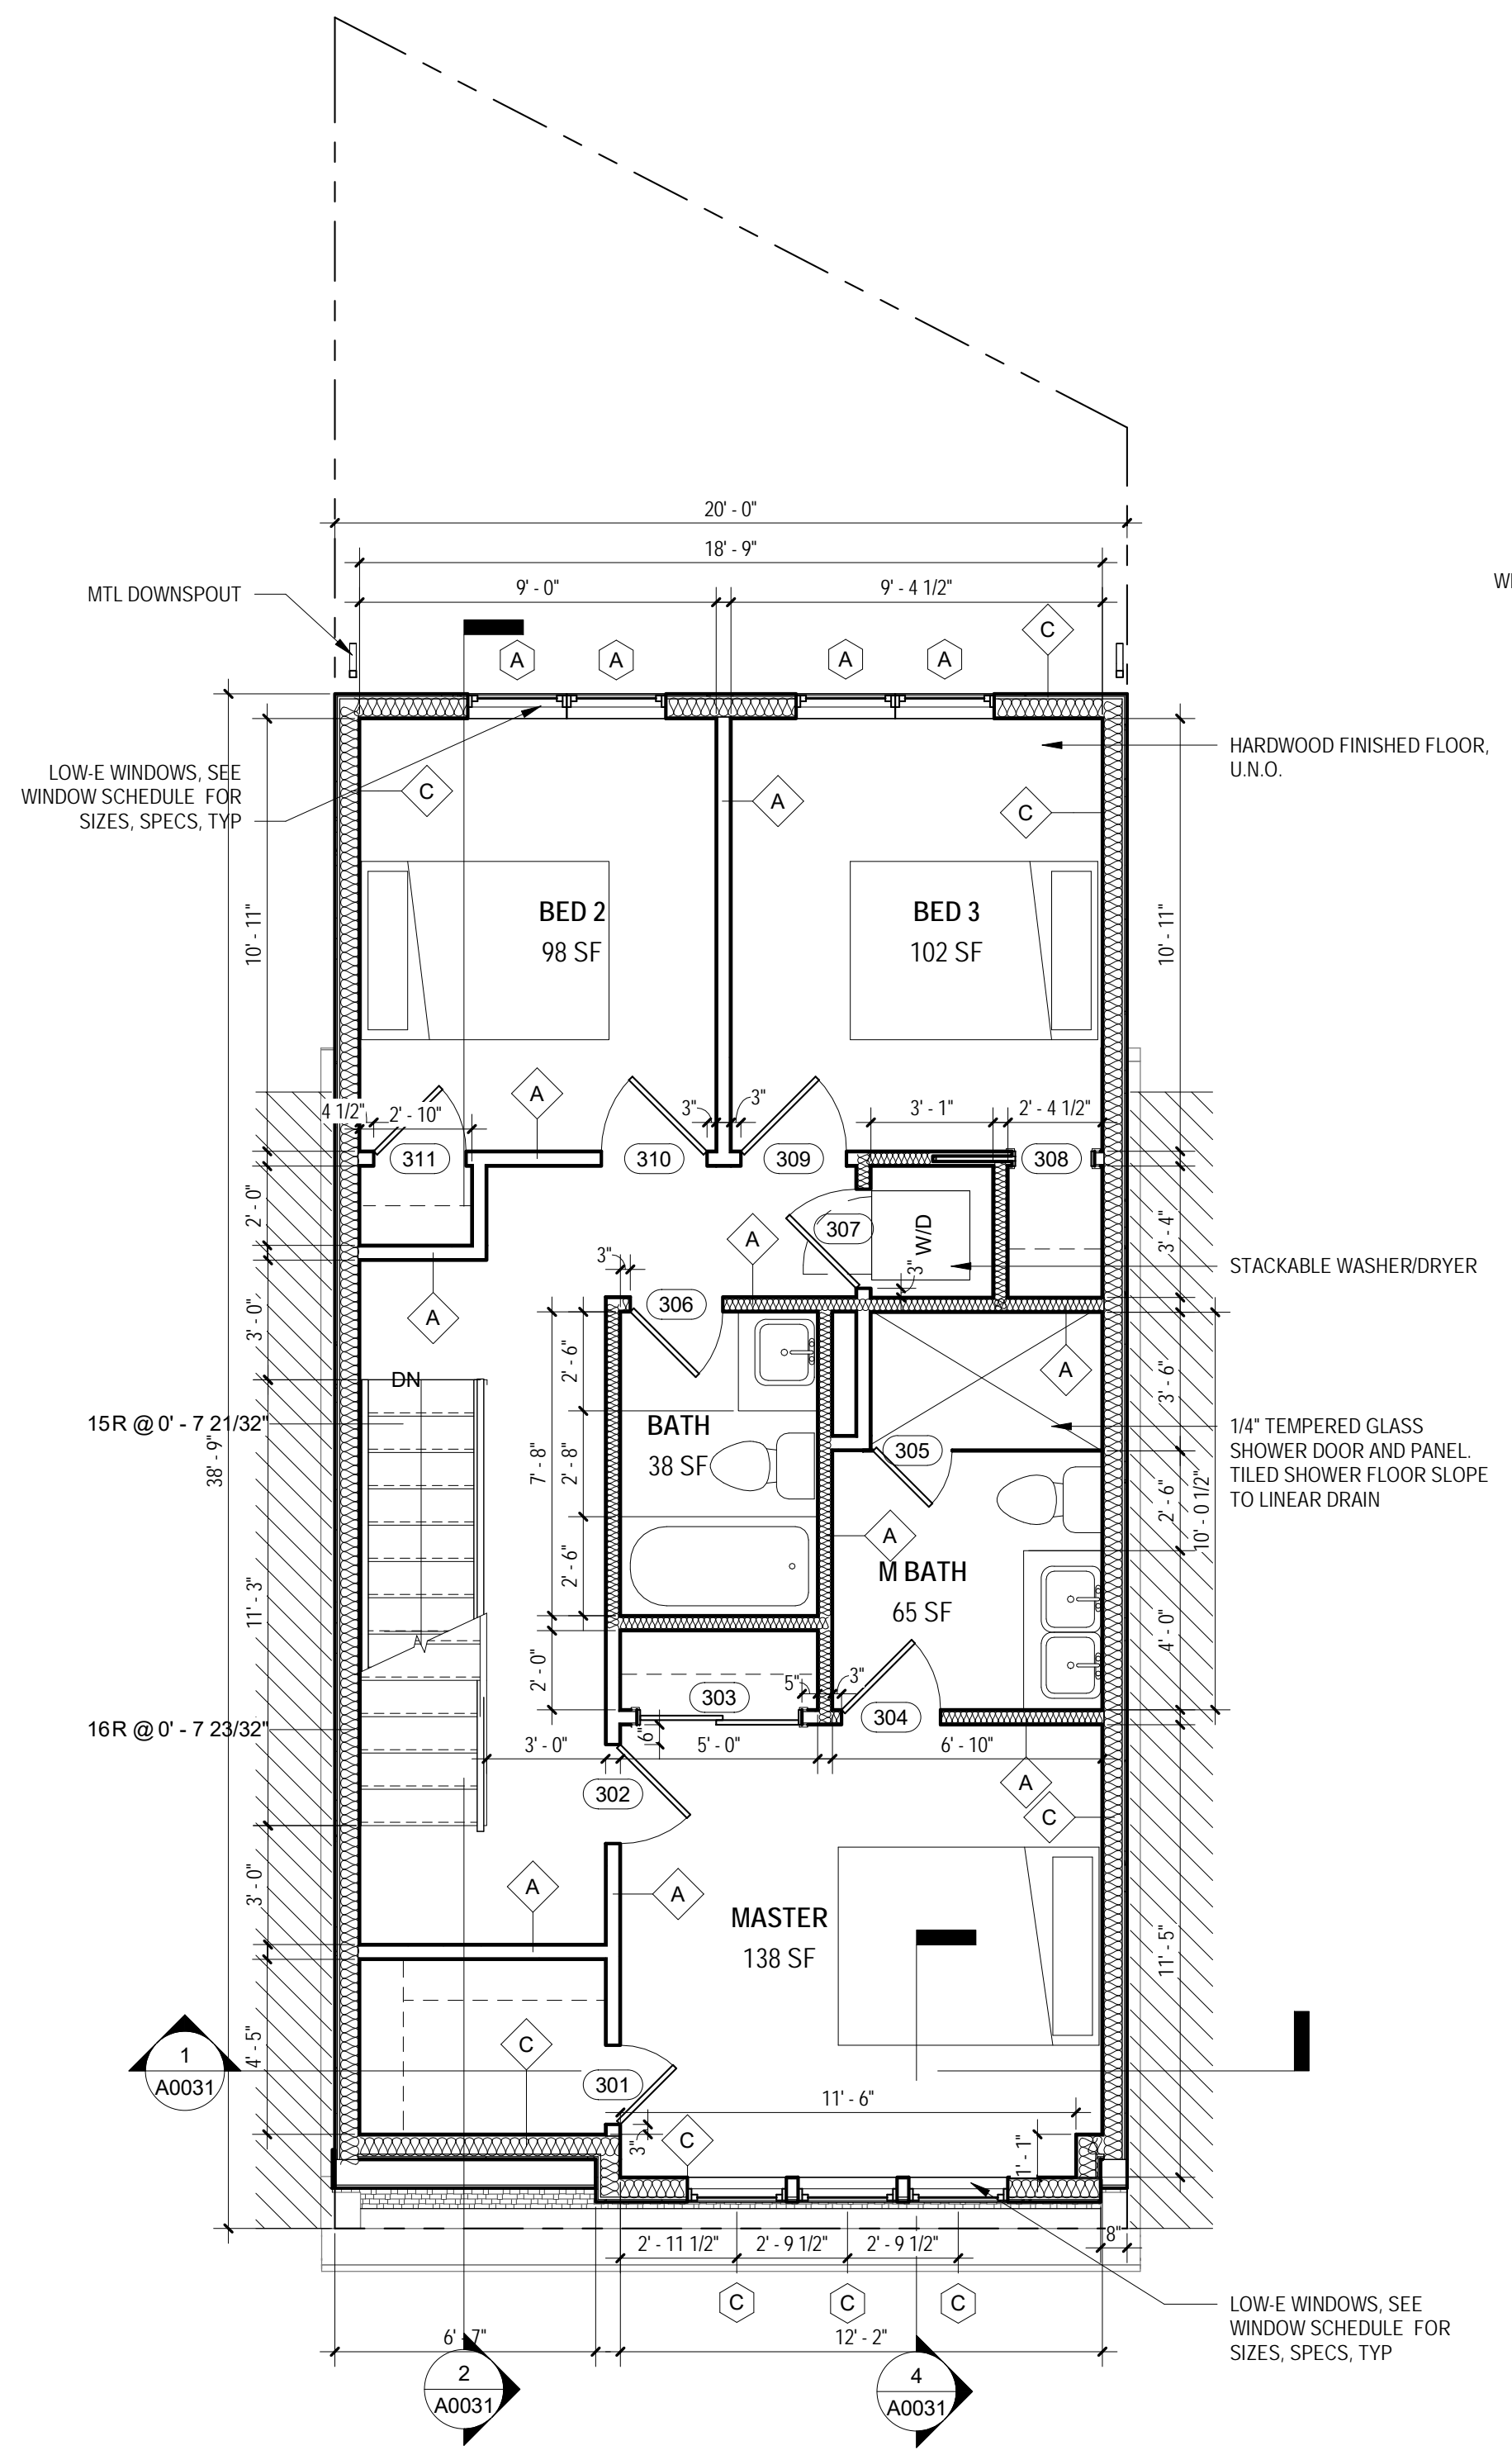 20' - 0"
18' - 9"
9' - 0"
9' - 4 1/2"
MTL DOWNSPOUT
A
A
A
A
C
HARDWOOD FINISHED FLOOR,
U.N.O.
LOW-E WINDOWS, SEE
WINDOW SCHEDULE FOR
SIZES, SPECS, TYP
C
A
C
BED 2
98 SF
BED 3
102 SF
10' - 11"
10' - 11"
A
4 1/2"
2' - 10"
3"
3"
3' - 1"
2' - 4 1/2"
311
310
309
308
2' - 0"
307
W/D
3"
3' - 4"
A
STACKABLE WASHER/DRYER
3"
306
A
3' - 0"
DN
2' - 6"
A
3' - 6"
15R @ 0' - 7 21/32"
38' - 9"
BATH
38 SF
7' - 8"
2' - 8"
305
1/4" TEMPERED GLASS
SHOWER DOOR AND PANEL.
TILED SHOWER FLOOR SLOPE
TO LINEAR DRAIN
2' - 6"
10' - 0 1/2"
A
M BATH
65 SF
2' - 6"
11' - 3"
4' - 0"
2' - 0"
303
5"
3"
304
16R @ 0' - 7 23/32"
3' - 0"
6"
5' - 0"
6' - 10"
302
A
C
3' - 0"
A
A
MASTER
138 SF
11' - 5"
4' - 5"
C
1
A0031
301
11' - 6"
3"
C
1' - 1"
2' - 11 1/2"
2' - 9 1/2"
2' - 9 1/2"
8"
C
C
C
LOW-E WINDOWS, SEE
WINDOW SCHEDULE FOR
SIZES, SPECS, TYP
6' - 7"
12' - 2"
2
A0031
4
A0031